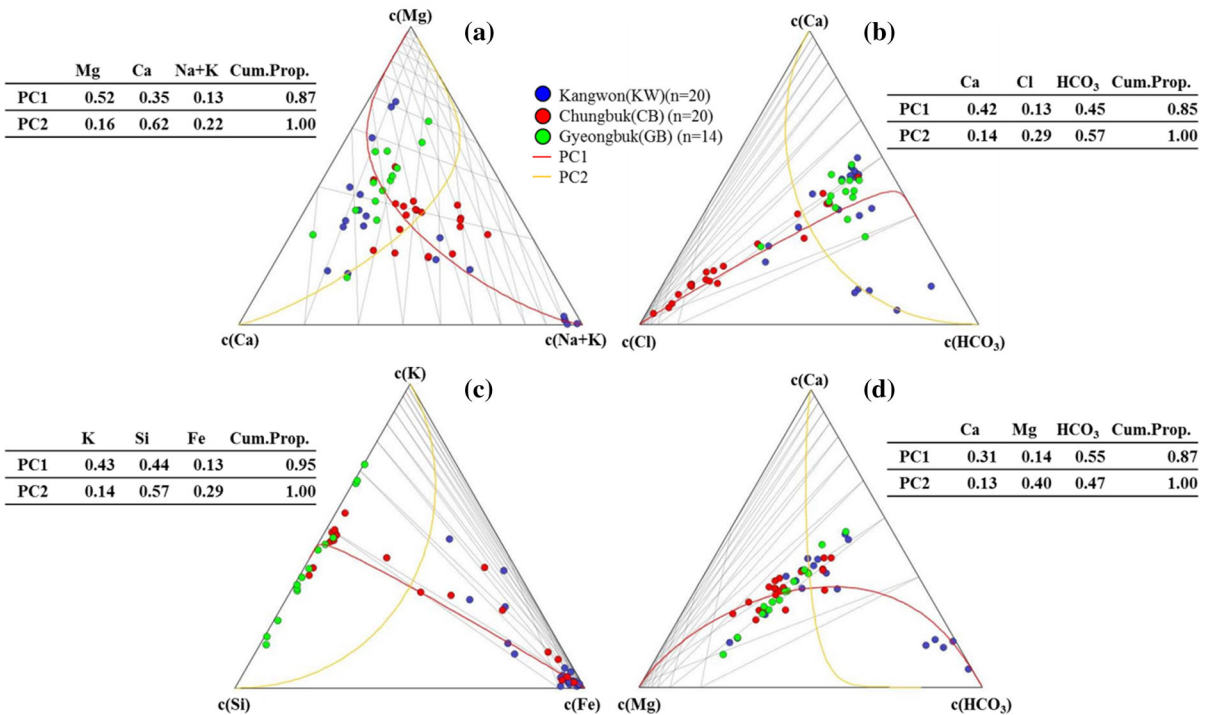 c(Mg)
(a)
Mg Ca Na+K Cum.Prop.
PC1 0.52 0.35 0.13 0.87
PC2 0.16 0.62 0.22 1.00
c(Ca)
c(Na+K)
Kangwon(KW)(n=20)
Chungbuk(CB) (n=20)
Gyeongbuk(GB) (n=14)
PC1
PC2
c(Ca)
(b)
Ca Cl HCO3 Cum.Prop.
PC1 0.42 0.13 0.45 0.85
PC2 0.14 0.29 0.57 1.00
c(Cl)
c(HCO3)
c(K)
(c)
K Si Fe Cum.Prop.
PC1 0.43 0.44 0.13 0.95
PC2 0.14 0.57 0.29 1.00
c(Si)
c(Fe)
c(Ca)
(d)
Ca Mg HCO3 Cum.Prop.
PC1 0.31 0.14 0.55 0.87
PC2 0.13 0.40 0.47 1.00
c(Mg)
c(HCO3)